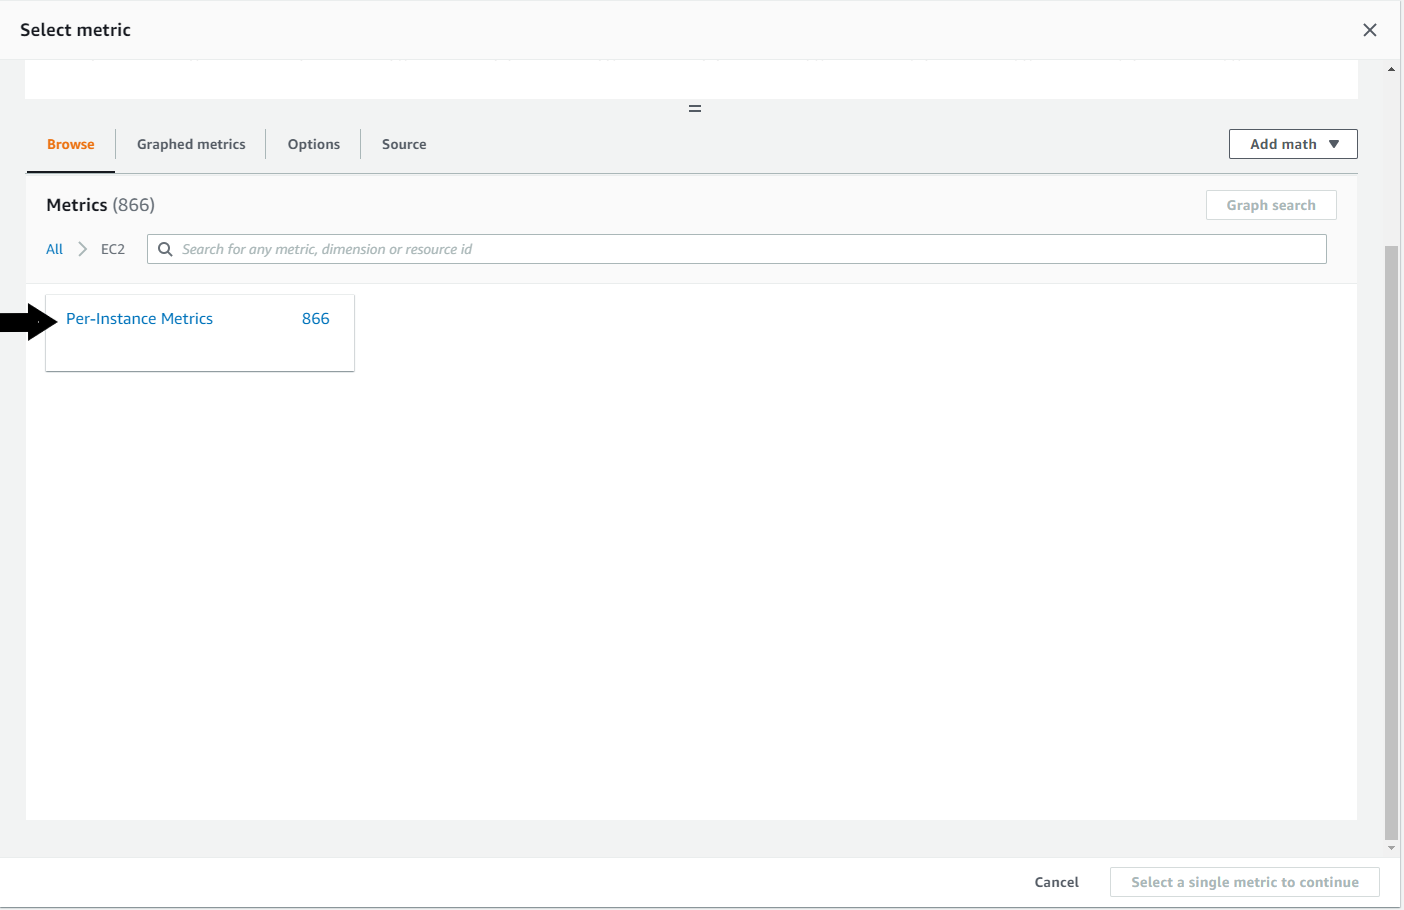 Select metric
Browse
Graphed metrics
Options
Source
Add math
Metrics (866)
Graph search
All
EC2
Search for any metric, dimension or resource id
Per-Instance Metrics 866
Cancel
Select a single metric to continue